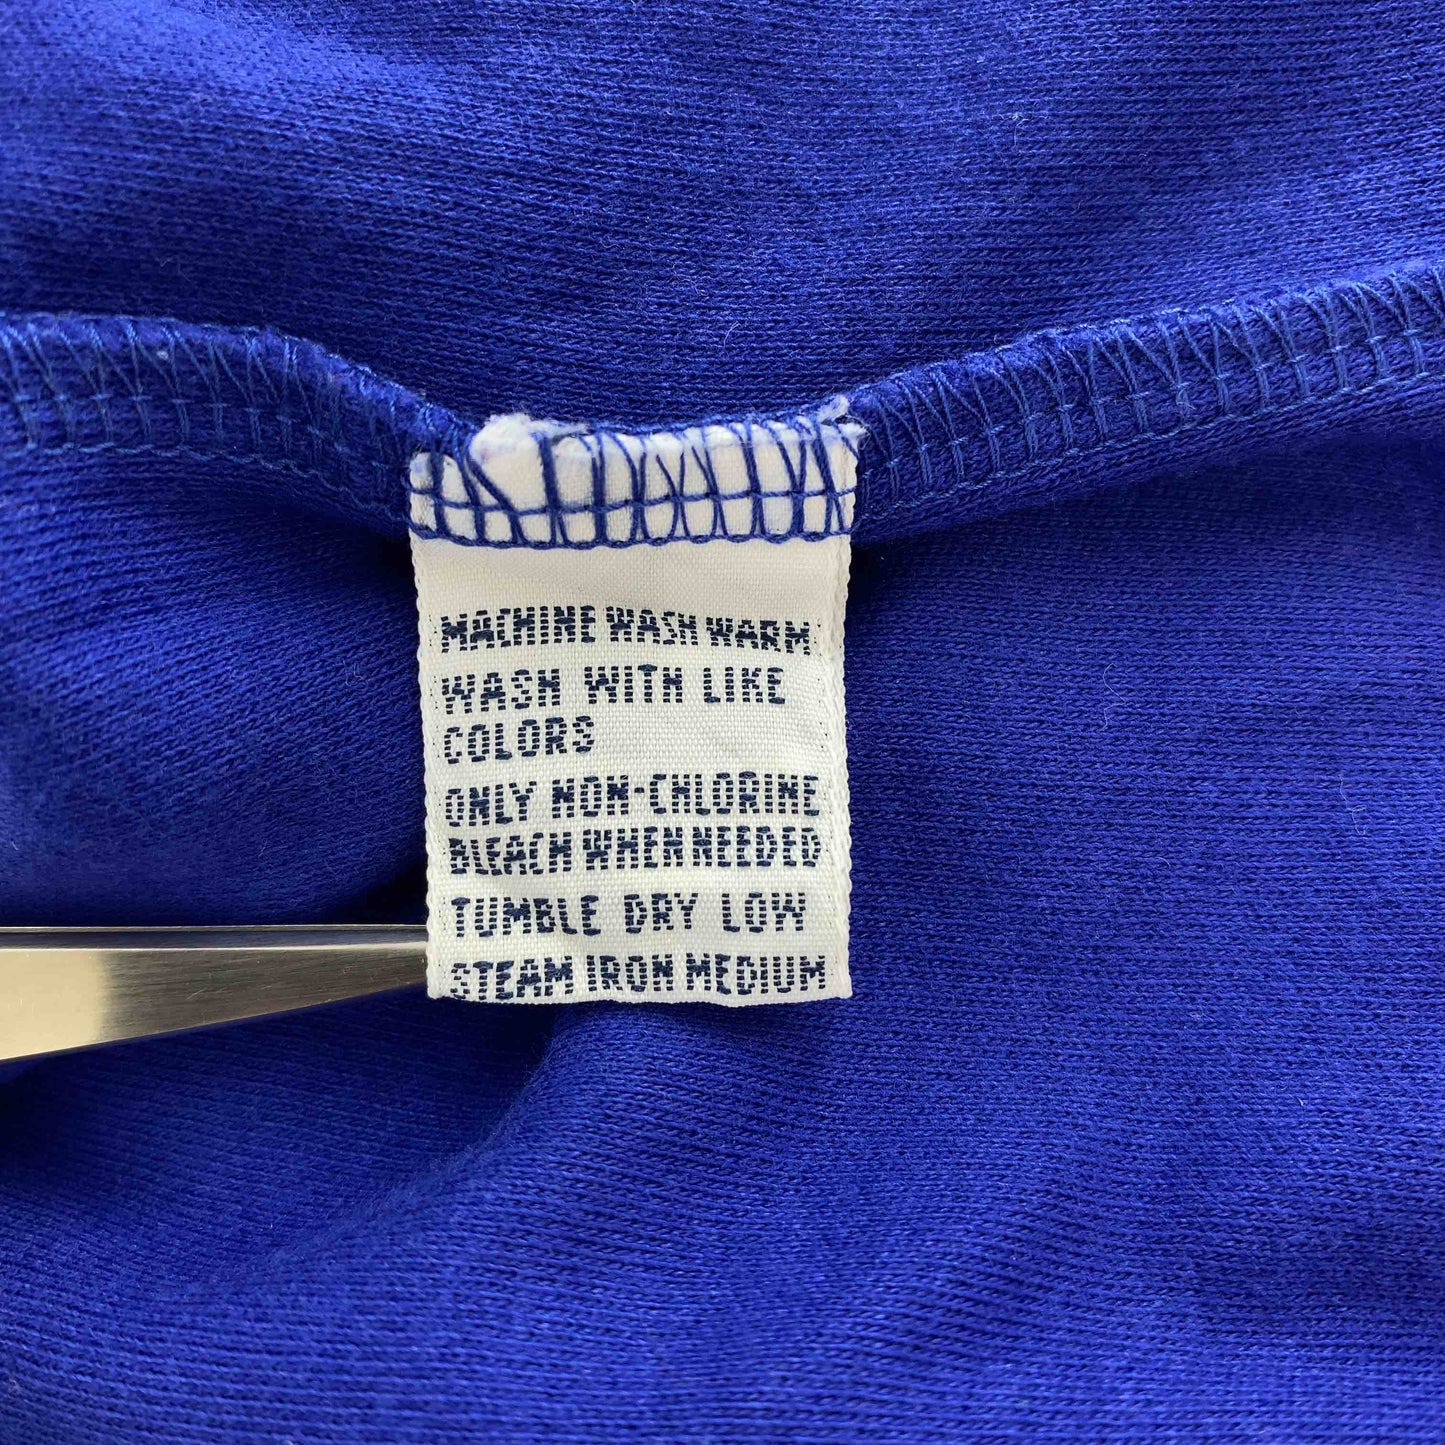 MACHINE WASH WARM
WASH WITH LIKE
COLORS
ONLY NON-CHLORINE
BLEACH WHEN NEEDED
TUMBLE DRY LOW
STEAM IRON MEDIUM